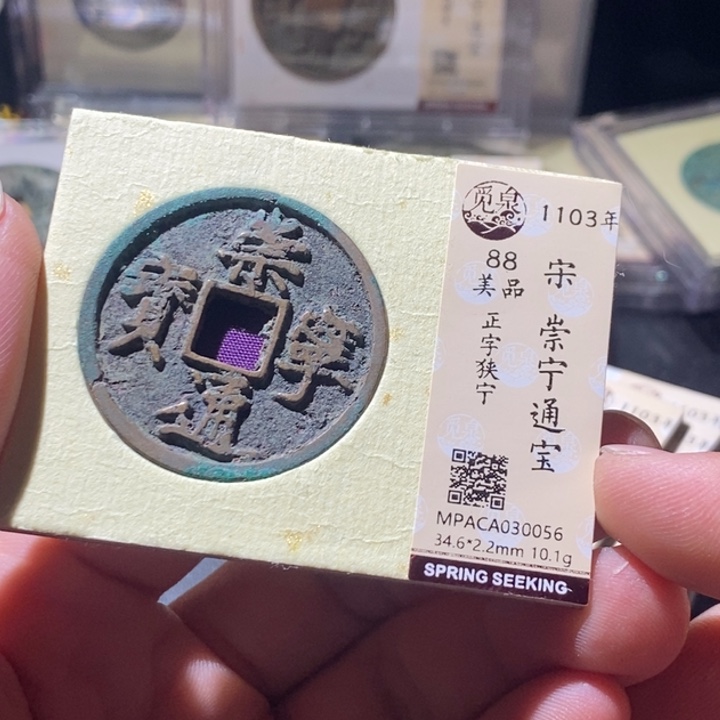 崇寧通寶
觅泉
1103年
宋 崇宁通宝
88
美品
正字狭宁
MPACA030056
34.6*2.2mm 10.1g
SPRING SEEKING